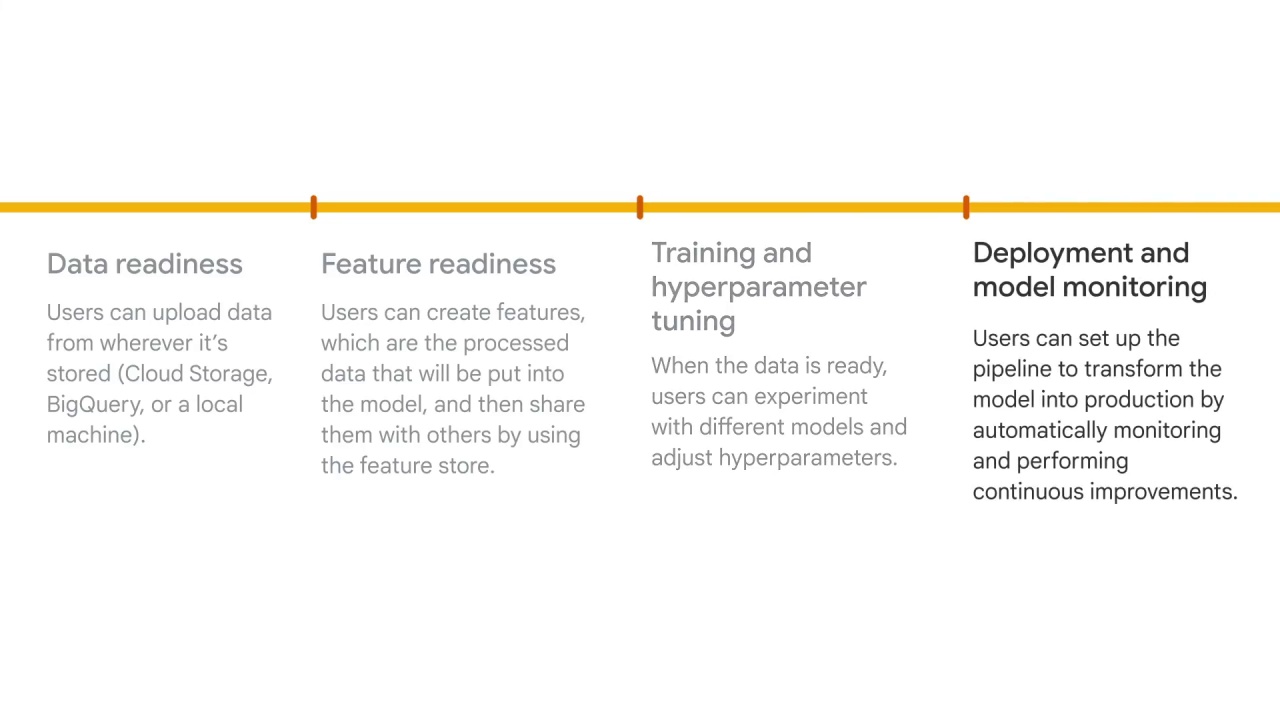 Data readiness
Users can upload data
from wherever it’s
stored (Cloud Storage,
BigQuery, or a local
machine).
Feature readiness
Users can create features,
which are the processed
data that will be put into
the model, and then share
them with others by using
the feature store.
Training and
hyperparameter
tuning
When the data is ready,
users can experiment
with different models and
adjust hyperparameters.
Deployment and
model monitoring
Users can set up the
pipeline to transform the
model into production by
automatically monitoring
and performing
continuous improvements.